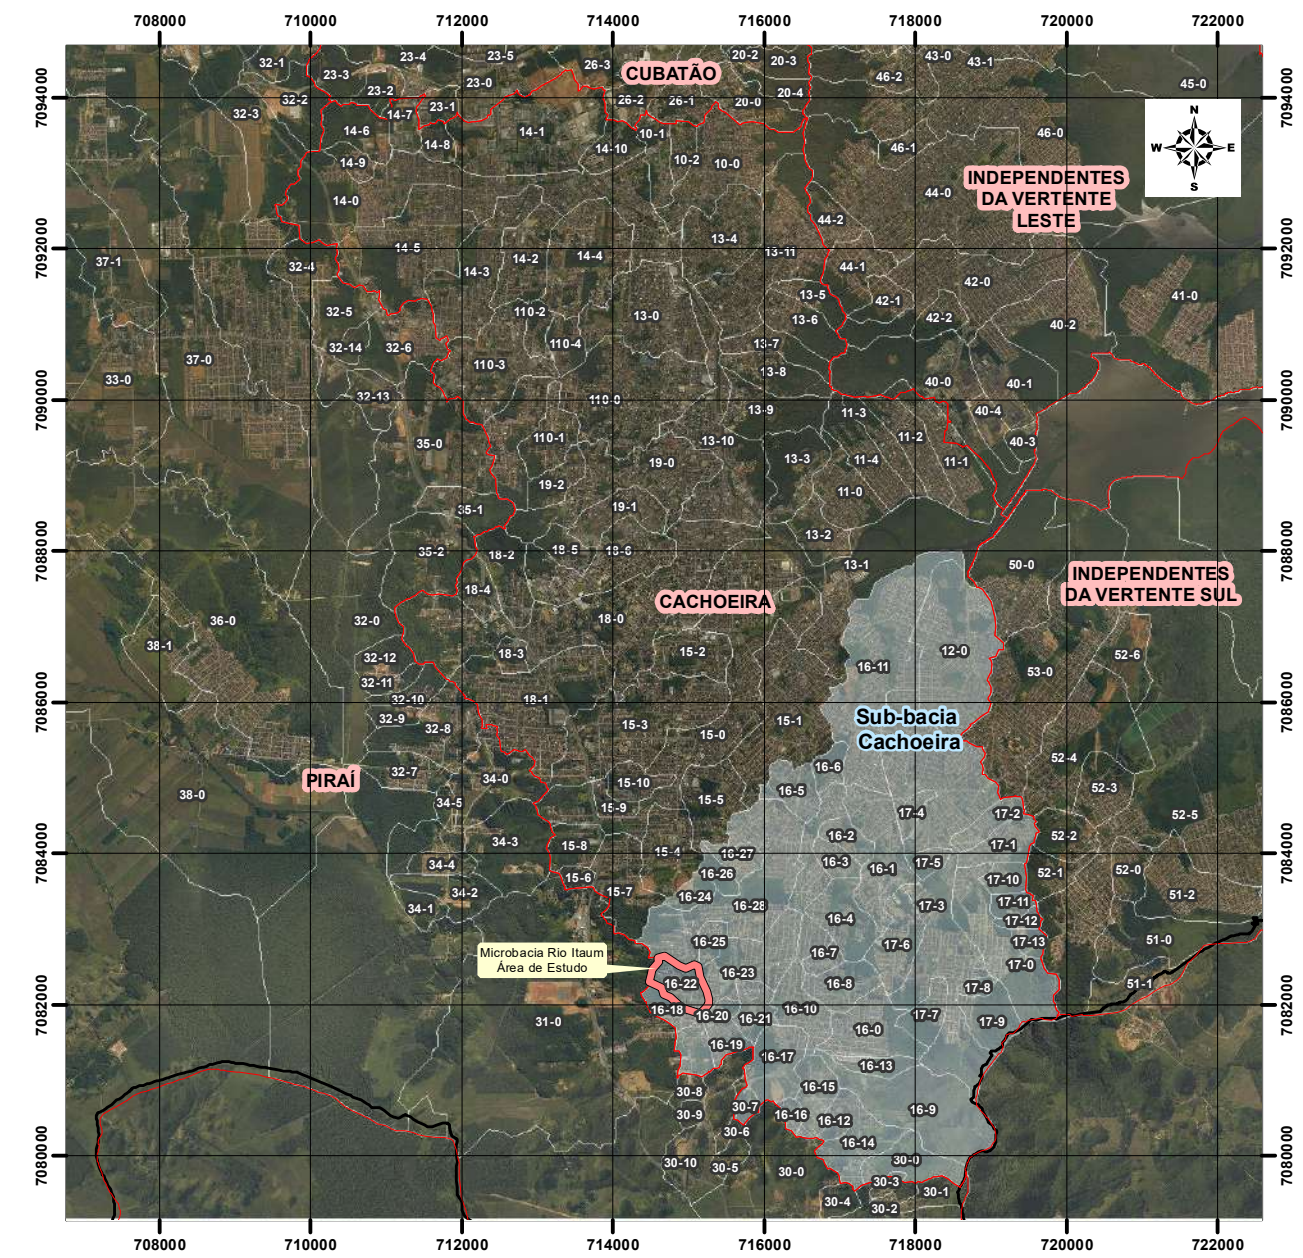 708000 710000 712000 714000 716000 718000 720000 722000
32-1 23-4 23-5 26-3 20-2 20-3 43-0 43-1
CUBATÃO
23-3 23-0 46-2 45-0
7094000 7094000
32-2 23-2 20-4
32-3 14-7 23-1 26-2 26-1 20-0
N
14-6 14-1 10-1 46-0
14-8 14-10 46-1
W E
14-9 10-2 10-0
S
INDEPENDENTES
DA VERTENTE
LESTE
14-0 44-0
44-2
7092000 7092000
14-5 13-4 13-11
37-1 32-4 14-3 14-2 14-4 44-1
42-0
13-5 42-1 41-0
32-5 110-2 13-0 13-6 42-2 40-2
32-14 32-6 110-4 13-7
37-0 110-3 13-8
33-0 40-0 40-1
7090000 7090000
32-13 110-0 13-9 11-3 40-4
35-0 110-1 13-10 11-2 40-3
19-0 13-3 11-4 11-1
19-2 11-0
35-1 19-1
13-2
7088000 7088000
35-2 18-2 18-5 18-6
13-1 50-0
INDEPENDENTES
DA VERTENTE SUL
18-4
CACHOEIRA
36-0 32-0 18-0
38-1 32-12 18-3 15-2 12-0 52-6
16-11 53-0
32-11
7086000 7086000
32-10 18-1
32-9 32-8 15-3 15-0 15-1
Sub-bacia
Cachoeira
52-4
PIRAÍ
32-7 34-0 15-10 16-6
38-0 34-5 15-9 15-5 16-5 52-3
17-4 17-2 52-5
34-3 15-8 16-2 17-1 52-2
7084000 7084000
34-4 15-4 16-27 16-3 16-1 17-5
15-6 16-26 17-10 52-1 52-0
34-2 15-7 16-24 51-2
34-1 16-28 16-4 17-3 17-11
17-12
16-25 17-6 17-13 51-0
Microbacia Rio Itaum
Área de Estudo
16-7 17-0
16-22 16-23 16-8 17-8 51-1
7082000 7082000
31-0 16-18 16-20 16-21 16-10 17-7 17-9
16-0
16-19 16-17 16-13
30-8 16-15
30-9 30-7 16-16 16-12 16-9
30-6 16-14
7080000 7080000
30-10 30-5 30-0 30-0
30-3 30-1
30-4 30-2
708000 710000 712000 714000 716000 718000 720000 722000